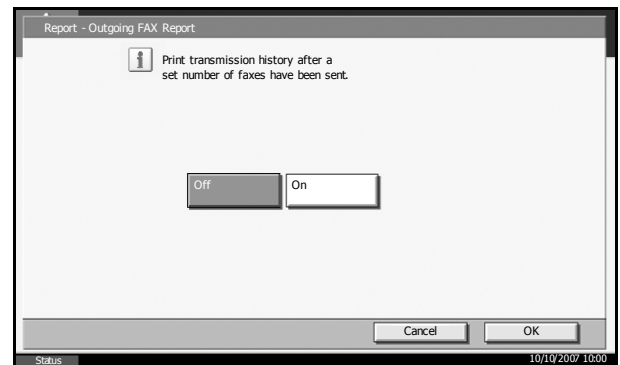 Report - Outgoing FAX Report
Print transmission history after a
set number of faxes have been sent.
Off
On
Cancel
OK
Status
10/10/2007 10:00